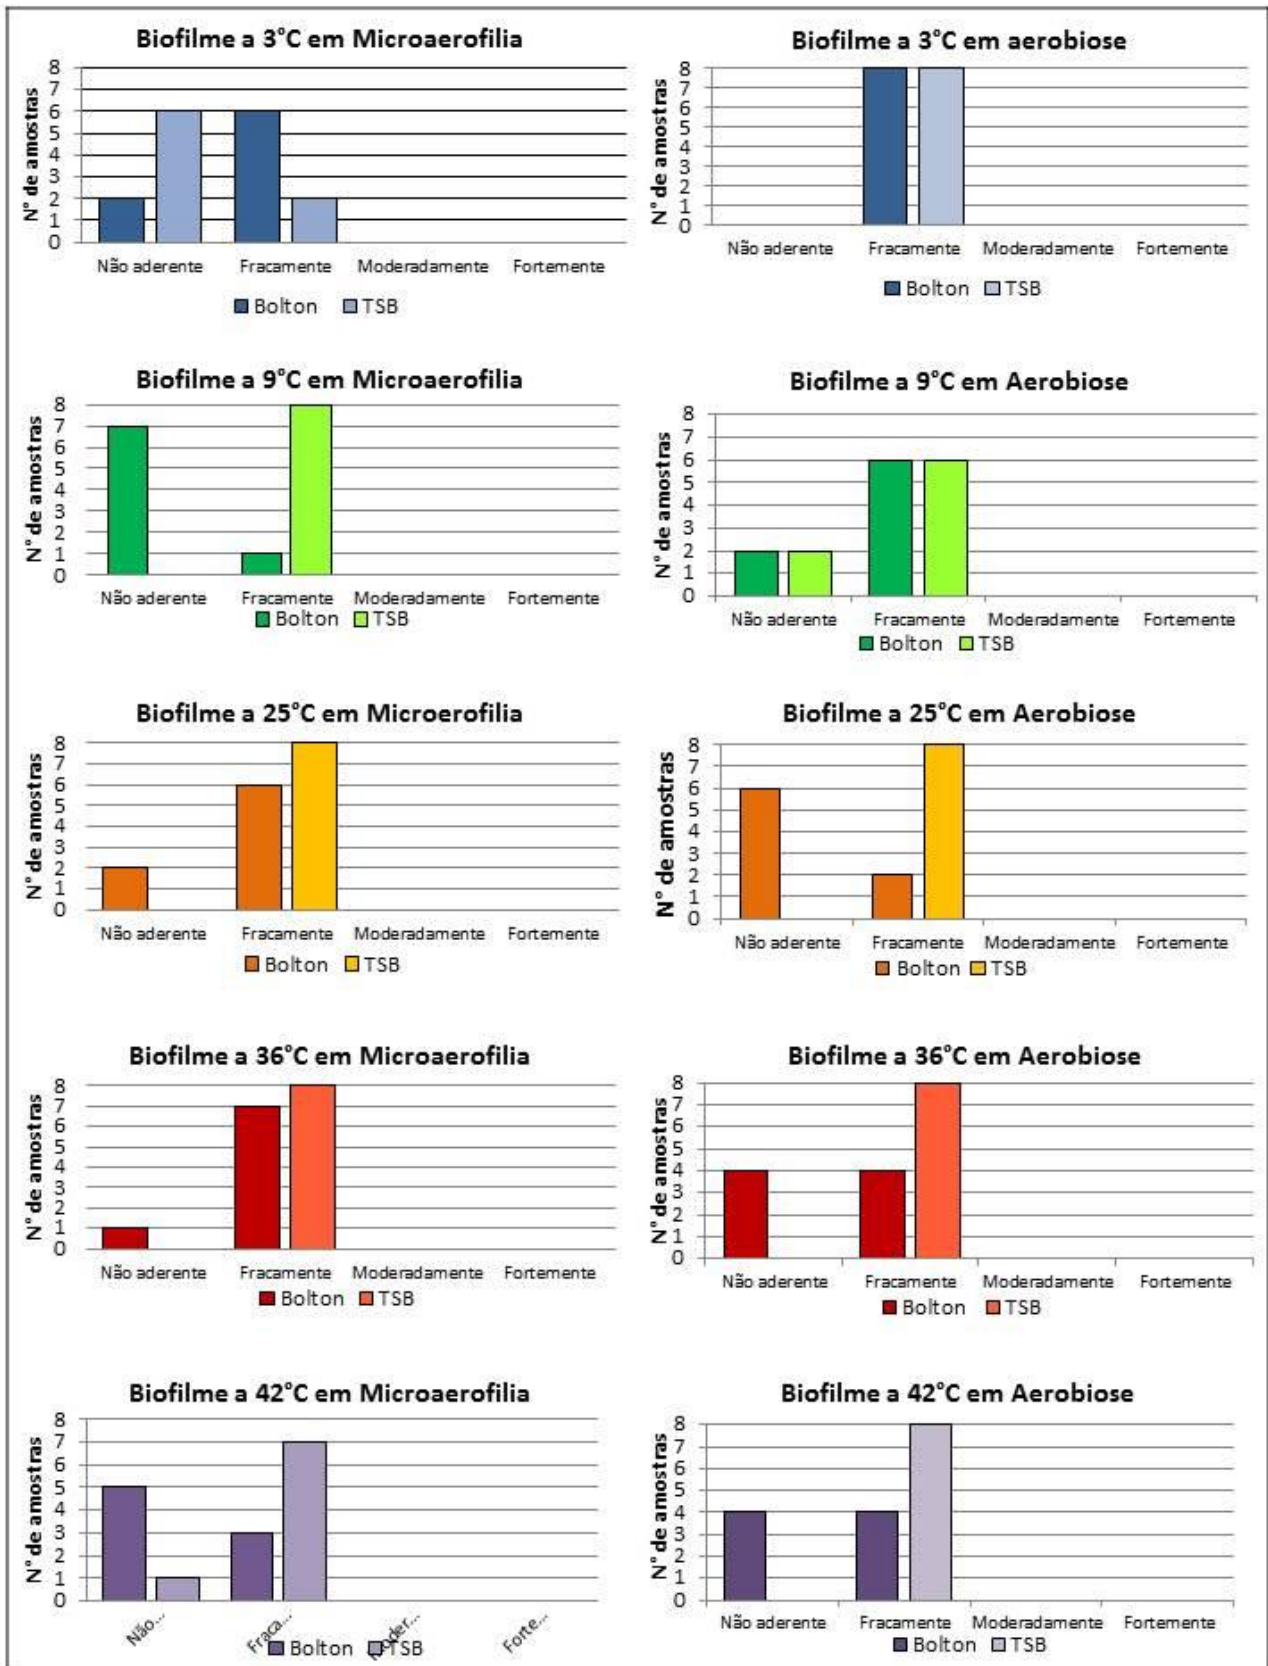 Biofilme a 3°C em Microaerofilia
N° de amostras
8
7
6
5
4
3
2
1
0
Não aderente Fracamente Moderadamente Fortemente
Bolton TSB
Biofilme a 3°C em aerobiose
N° de amostras
8
7
6
5
4
3
2
1
0
Não aderente Fracamente Moderadamente Fortemente
Bolton TSB
Biofilme a 9°C em Microaerofilia
N° de amostras
8
7
6
5
4
3
2
1
0
Não aderente Fracamente Moderadamente Fortemente
Bolton TSB
Biofilme a 9°C em Aerobiose
N° de amostras
8
7
6
5
4
3
2
1
0
Não aderente Fracamente Moderadamente Fortemente
Bolton TSB
Biofilme a 25°C em Microerofilia
N° de amostras
8
7
6
5
4
3
2
1
0
Não aderente Fracamente Moderadamente Fortemente
Bolton TSB
Biofilme a 25°C em Aerobiose
N° de amostras
8
7
6
5
4
3
2
1
0
Não aderente Fracamente Moderadamente Fortemente
Bolton TSB
Biofilme a 36°C em Microaerofilia
N° de amostras
8
7
6
5
4
3
2
1
0
Não aderente Fracamente Moderadamente Fortemente
Bolton TSB
Biofilme a 36°C em Aerobiose
N° de amostras
8
7
6
5
4
3
2
1
0
Não aderente Fracamente Moderadamente Fortemente
Bolton TSB
Biofilme a 42°C em Microaerofilia
N° de amostras
8
7
6
5
4
3
2
1
0
Não... Fraca... Moder... Forte...
Bolton TSB
Biofilme a 42°C em Aerobiose
N° de amostras
8
7
6
5
4
3
2
1
0
Não aderente Fracamente Moderadamente Fortemente
Bolton TSB